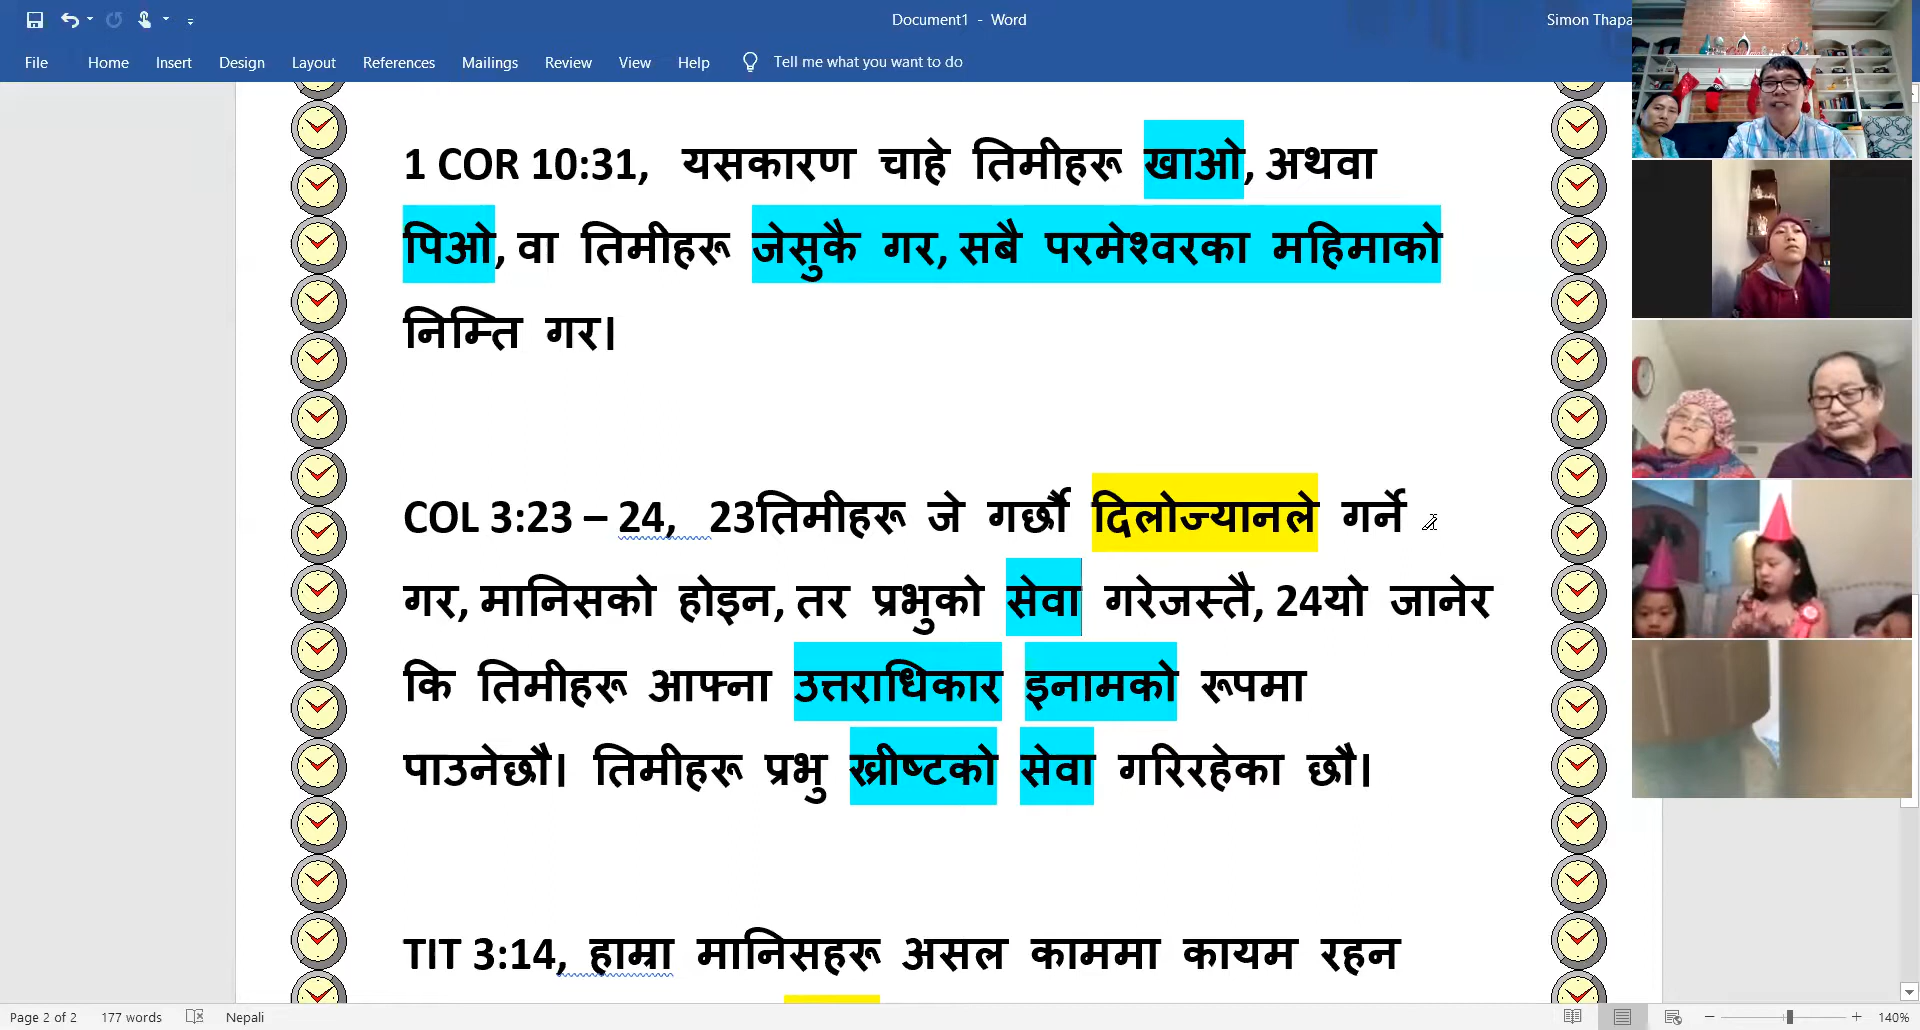 Document1 - Word
Simon Thapa
File Home Insert Design Layout References Mailings Review View Help Tell me what you want to do
1 COR 10:31, यसकारण चाहे तिमीहरू खाओ, अथवा
पिओ, वा तिमीहरू जेसुकै गर, सबै परमेश्वरका महिमाको
निम्ति गर।
COL 3:23 – 24, 23तिमीहरू जे गर्छौ दिलोज्यानले गर्ने
गर, मानिसको होइन, तर प्रभुको सेवा गरेजस्तै, 24यो जानेर
कि तिमीहरू आफ्ना उत्तराधिकार इनामको रूपमा
पाउनेछौ। तिमीहरू प्रभु ख्रीष्टको सेवा गरिरहेका छौ।
TIT 3:14, हाम्रा मानिसहरू असल काममा कायम रहन
Page 2 of 2 177 words Nepali 140%